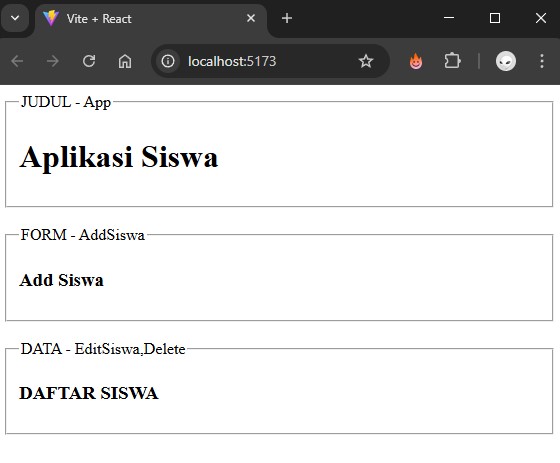 Vite + React
localhost:5173
JUDUL - App
Aplikasi Siswa
FORM - AddSiswa
Add Siswa
DATA - EditSiswa,Delete
DAFTAR SISWA